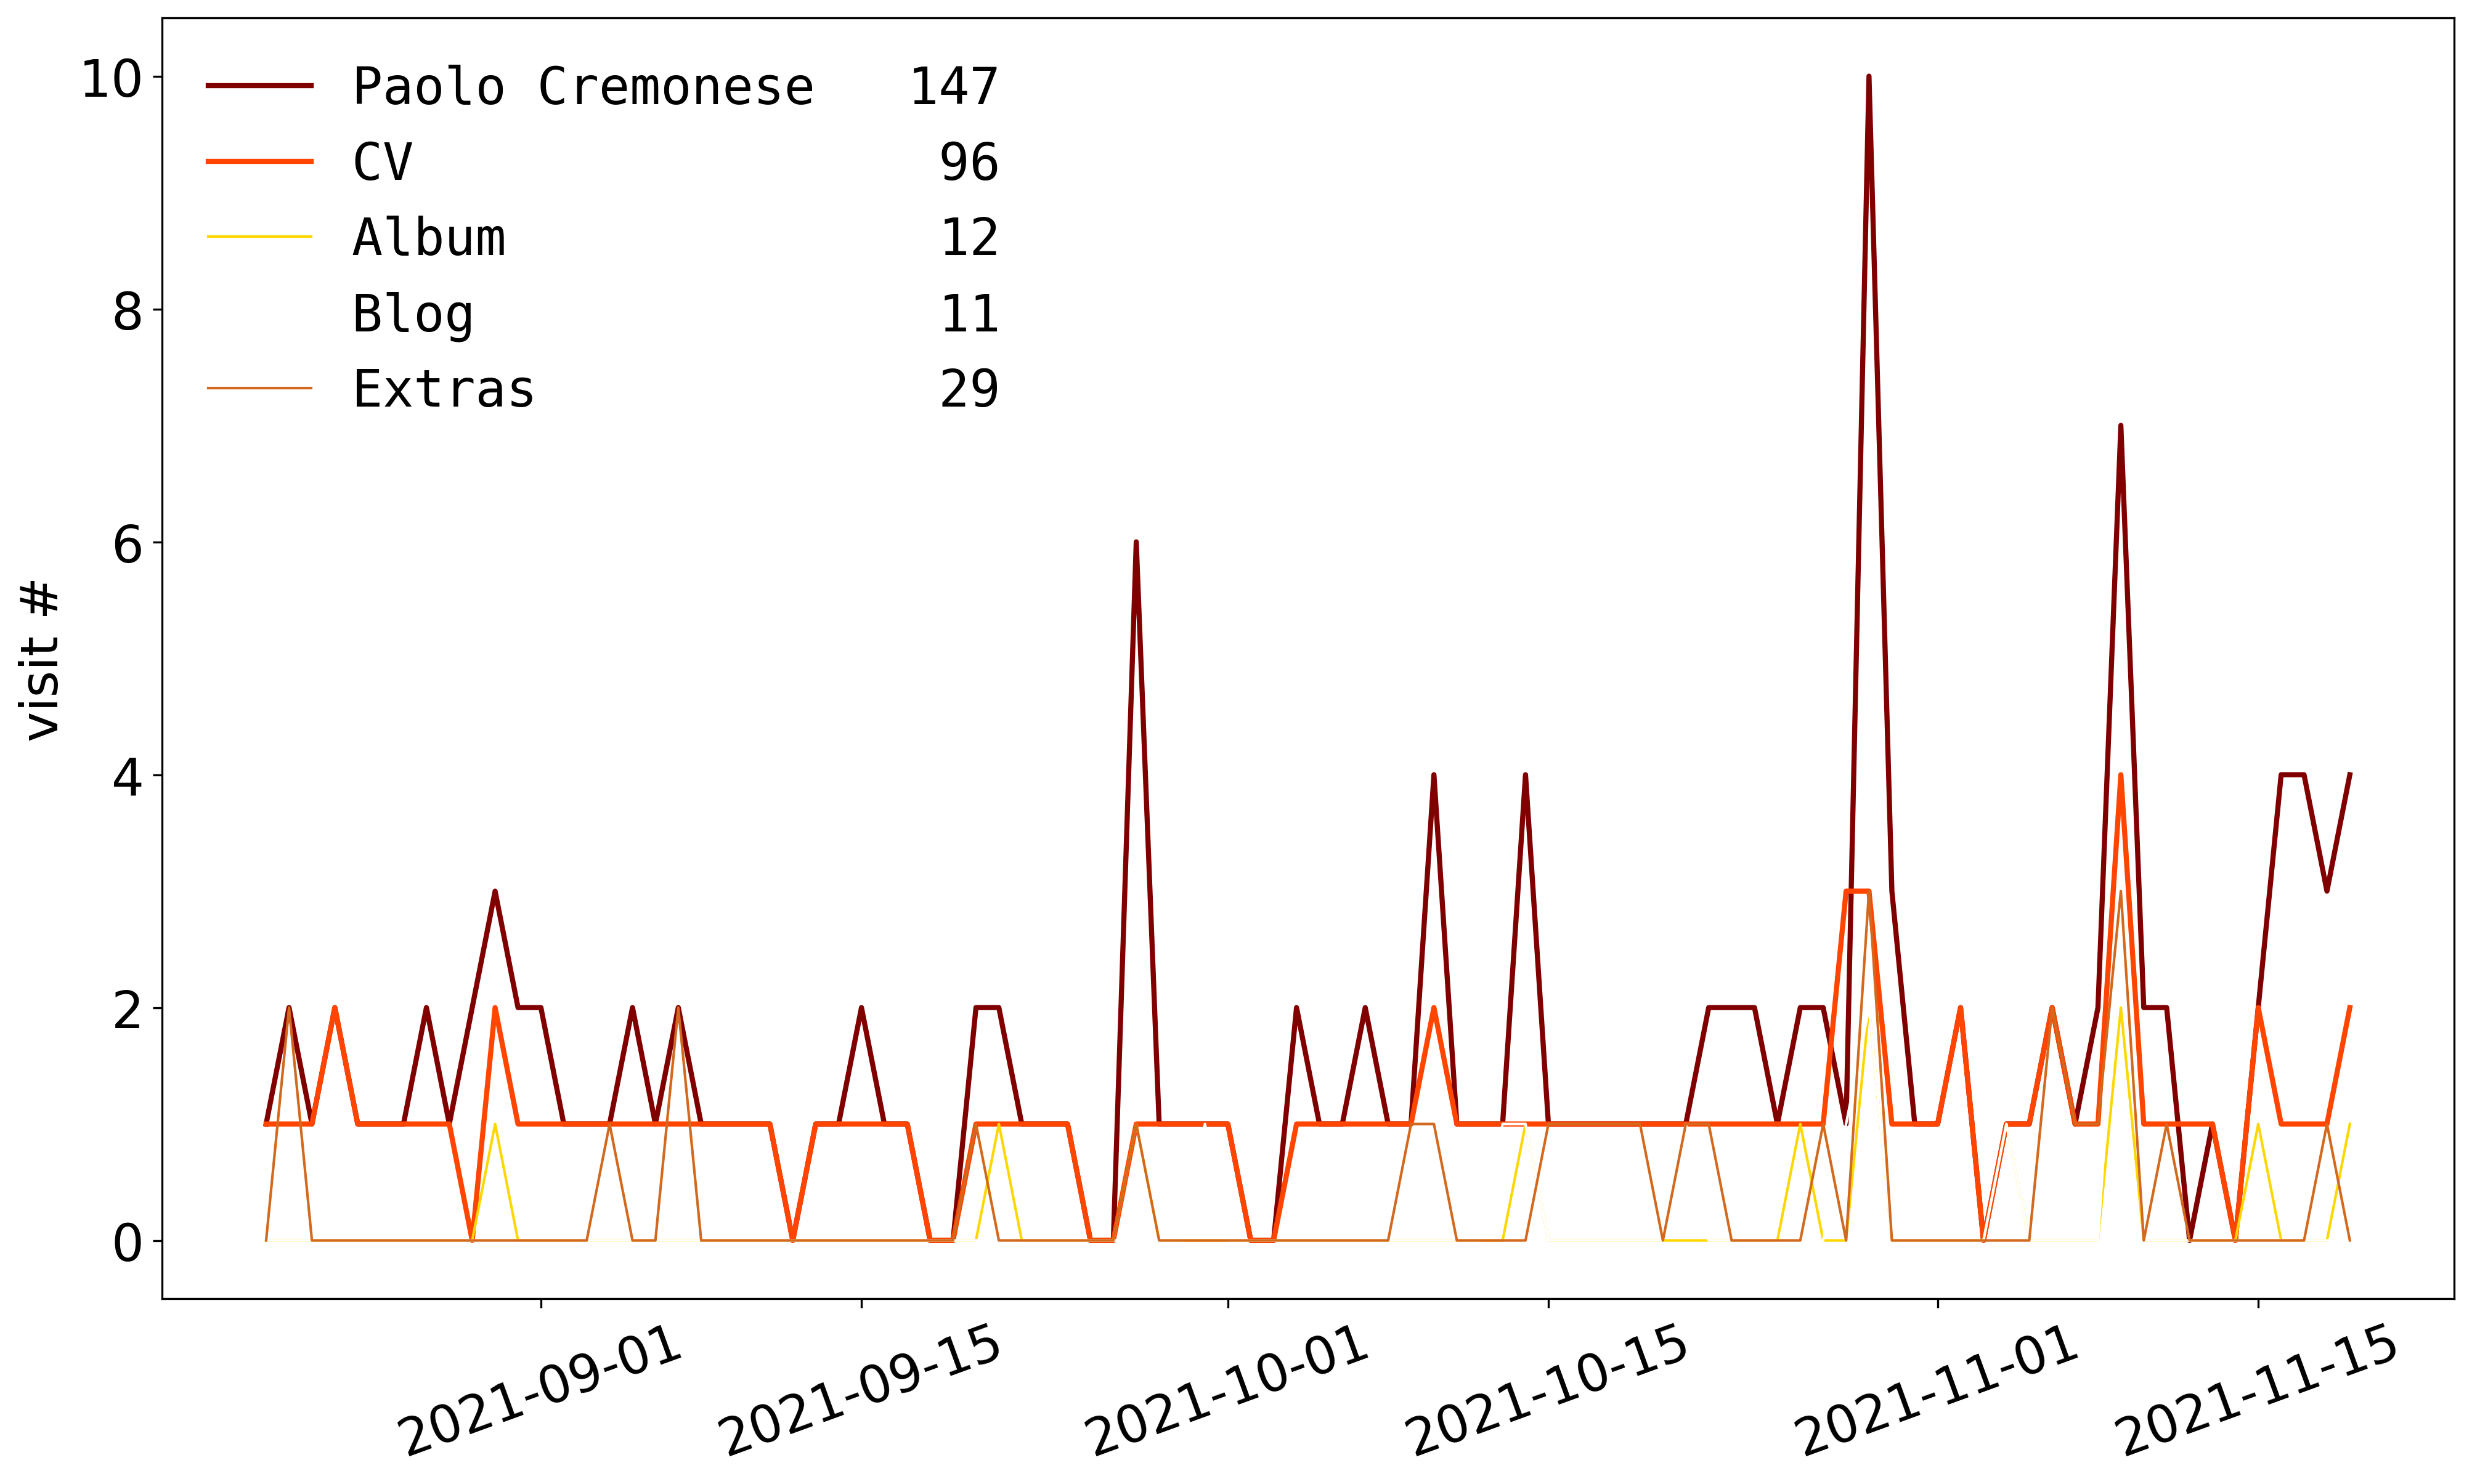 10
8
6
4
2
0
visit #
Paolo Cremonese 147
CV 96
Album 12
Blog 11
Extras 29
2021-09-01
2021-09-15
2021-10-01
2021-10-15
2021-11-01
2021-11-15